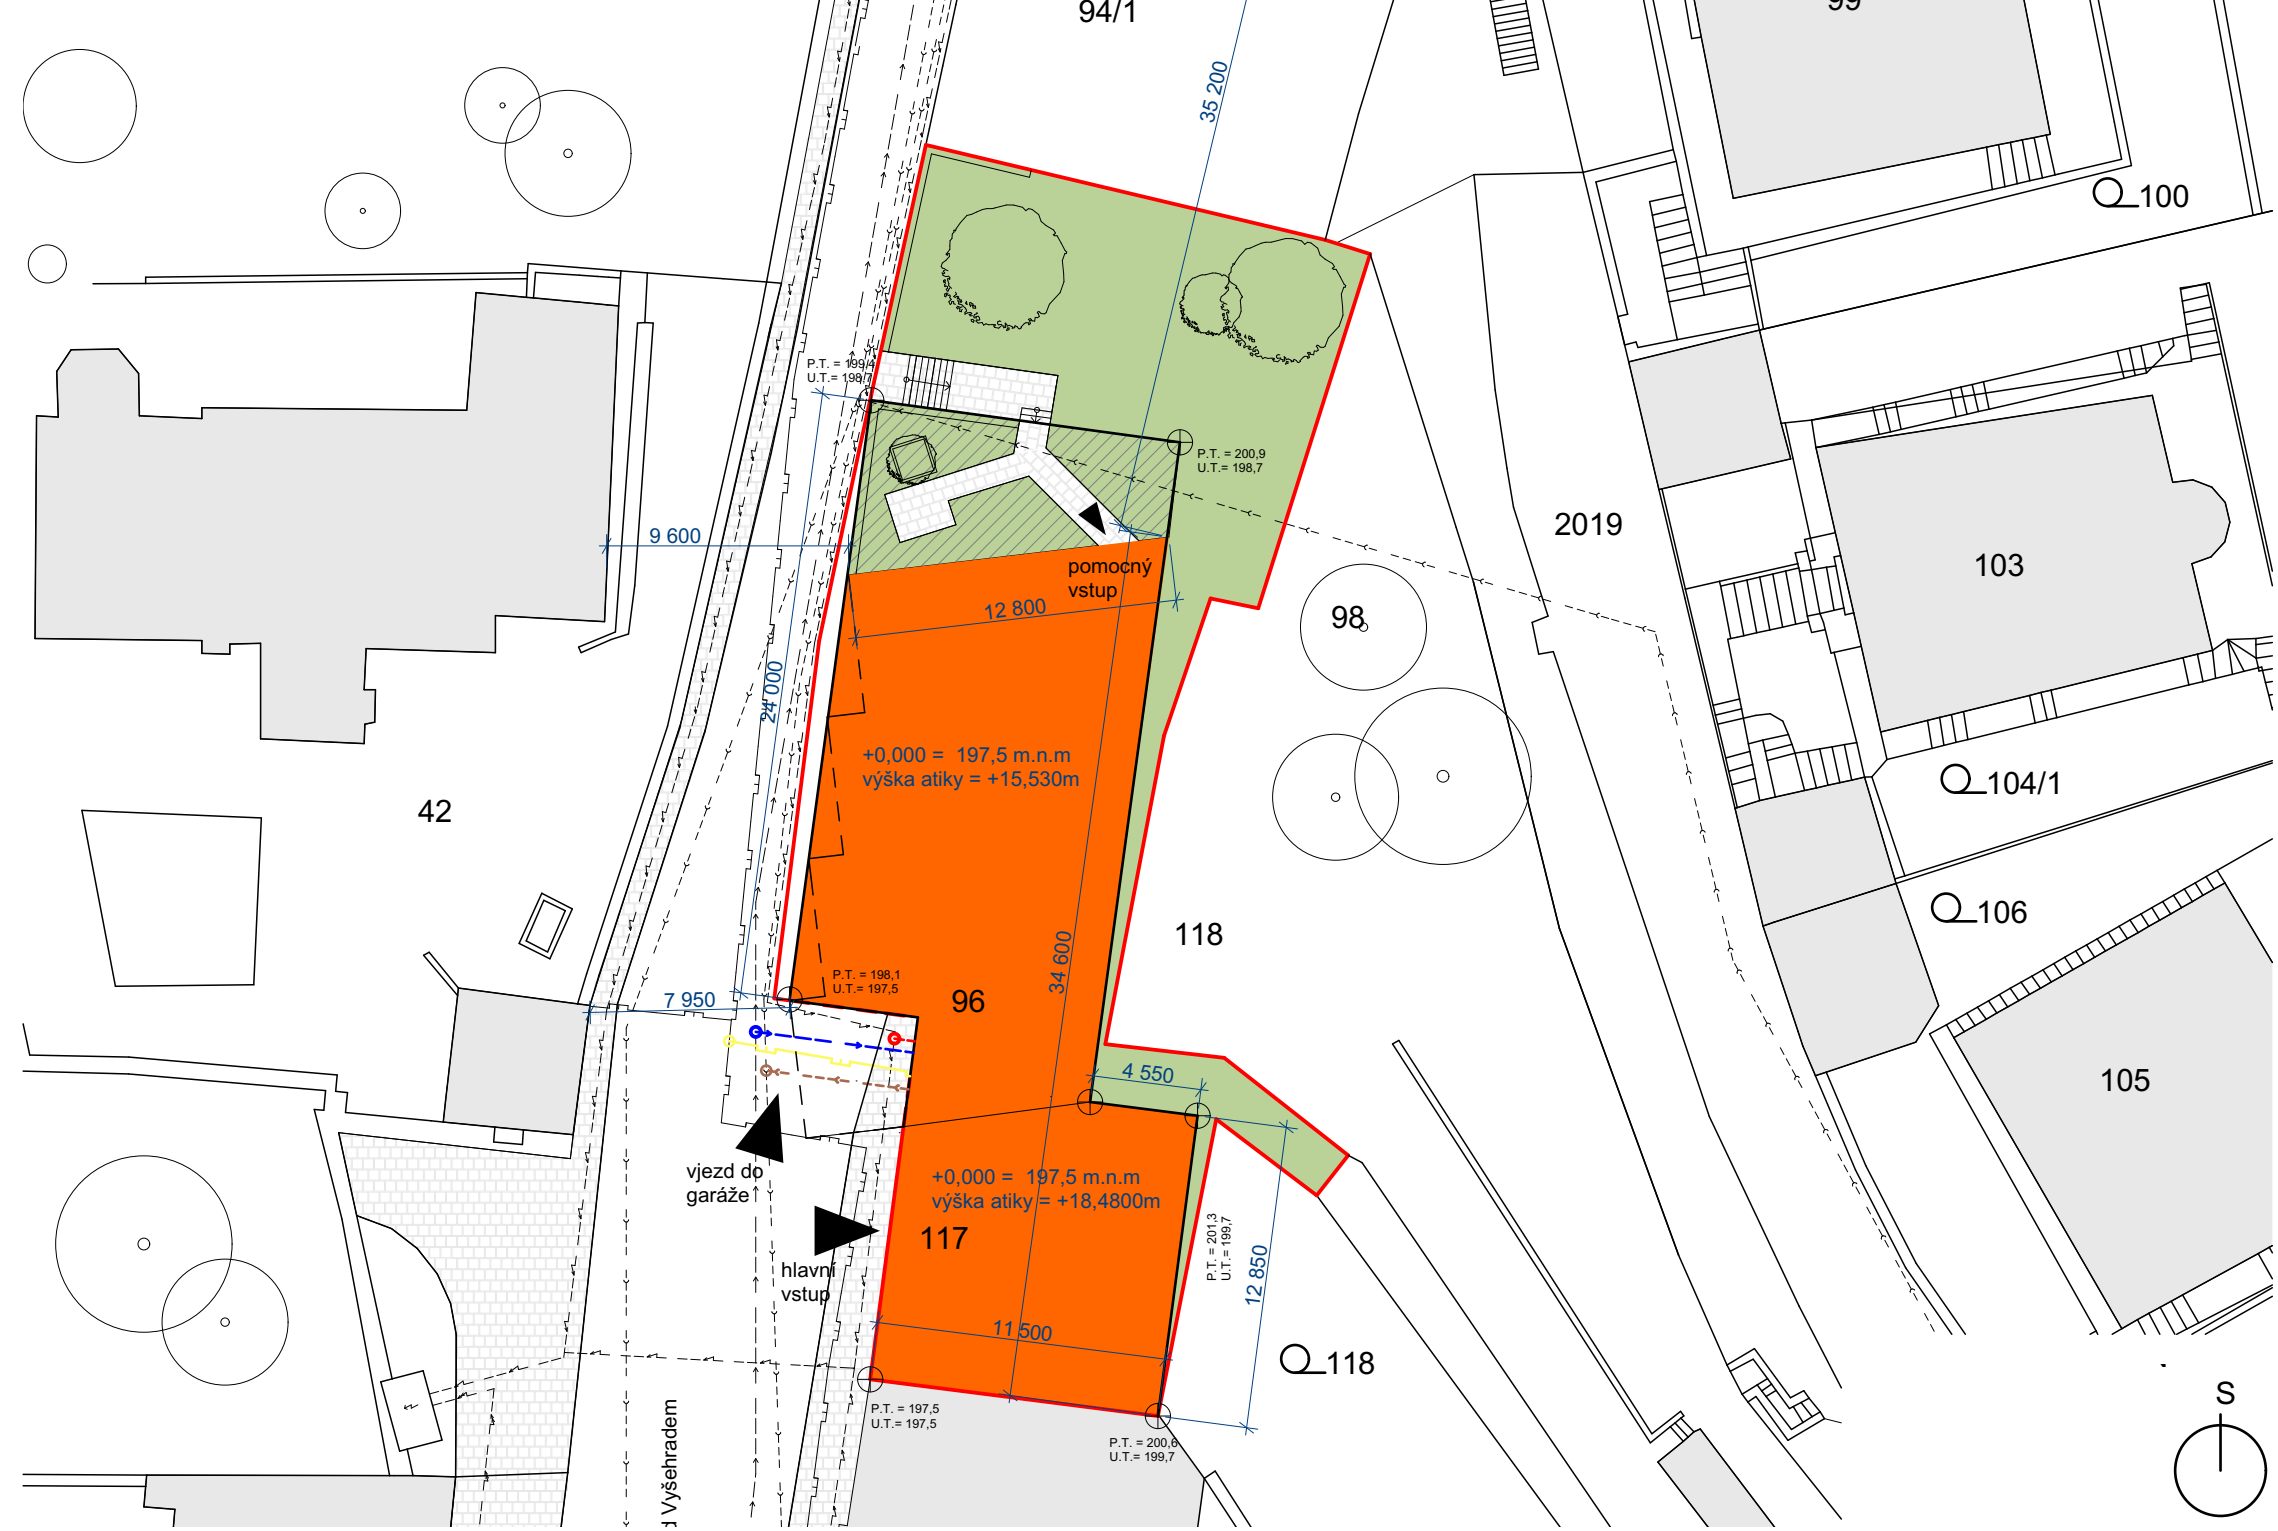 94/1
99
35 200
100
P.T. = 199,4
U.T.= 198,7
P.T. = 200,9
U.T.= 198,7
2019
9 600
pomocný
vstup
103
12 800
98
24 000
+0,000 =  197,5 m.n.m
výška atiky = +15,530m
42
104/1
106
118
34 600
P.T. = 198,1
U.T.= 197,5
96
7 950
4 550
105
vjezd do
garáže
+0,000 =  197,5 m.n.m
výška atiky = +18,4800m
117
P.T. = 201,3
U.T.= 199,7
12 850
hlavní
vstup
11 500
118
S
P.T. = 197,5
U.T.= 197,5
P.T. = 200,6
U.T.= 199,7
d Vyšehradem